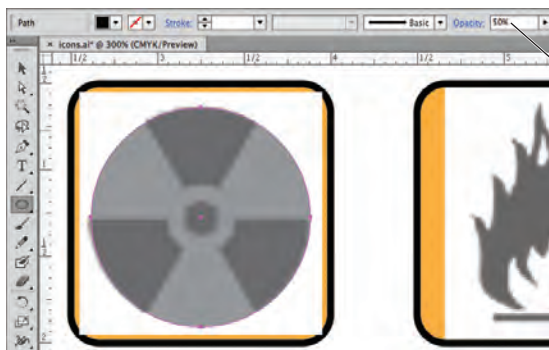 Path Stroke: Basic Opacity: 50%
× icons.ai* @ 300% (CMYK/Preview)
1/2 3 1/2 4 1/2 5
T